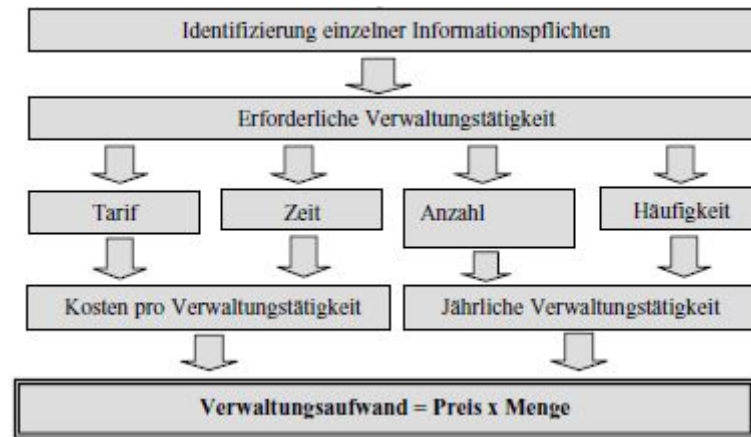 Identifizierung einzelner Informationspflichten
Erforderliche Verwaltungstätigkeit
Tarif
Zeit
Anzahl
Häufigkeit
Kosten pro Verwaltungstätigkeit
Jährliche Verwaltungstätigkeit
Verwaltungsaufwand = Preis x Menge